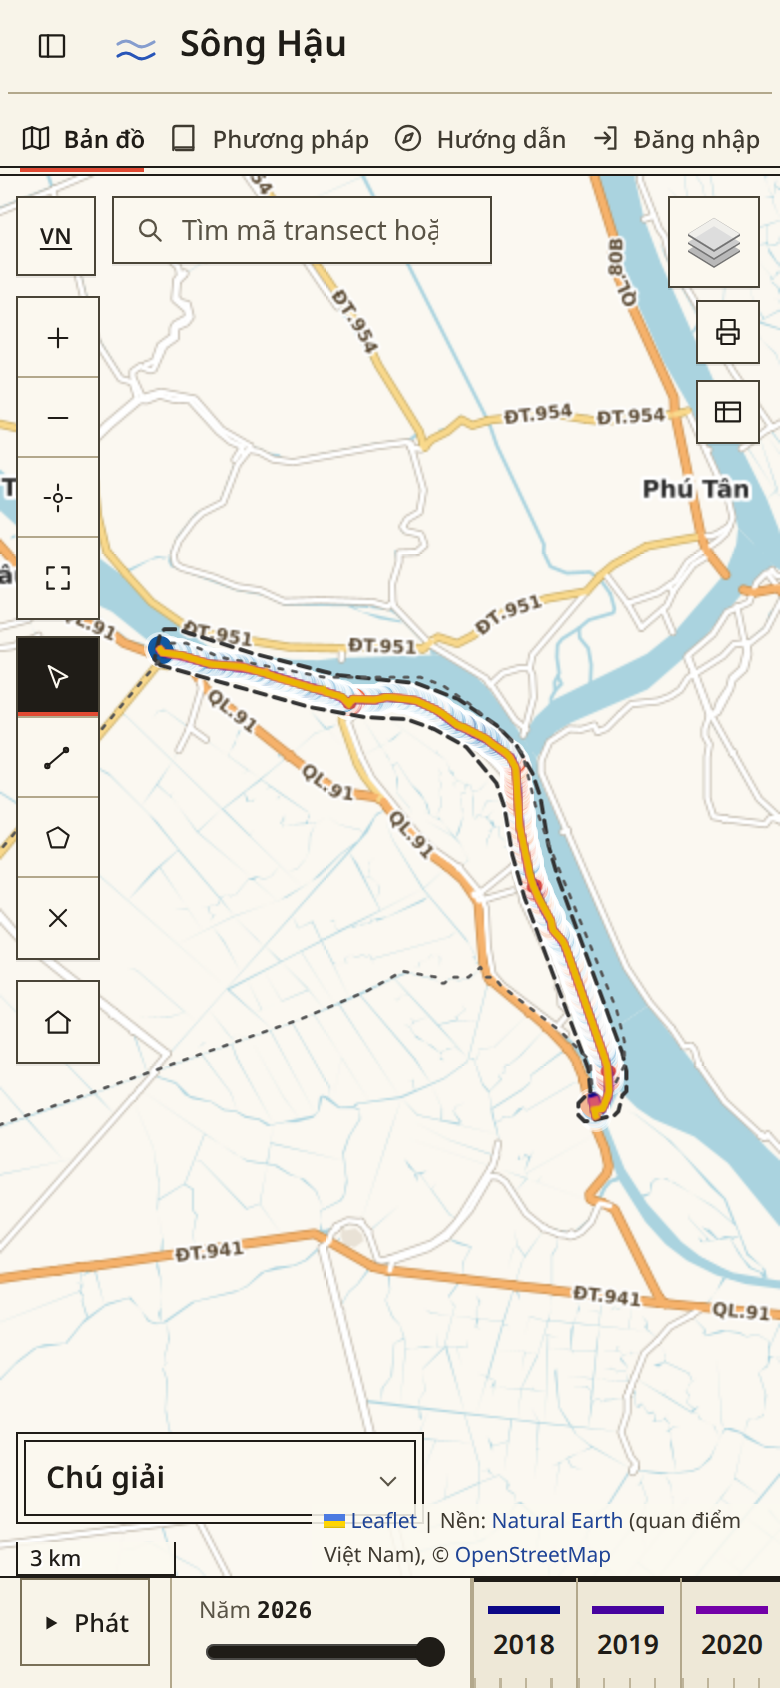 Sông Hậu
Bản đồ
Phương pháp
Hướng dẫn
Đăng nhập
VN
Tìm mã transect hoặ
ĐT.954
QL.80B
ĐT.954
ĐT.954
Phú Tân
ĐT.951
ĐT.951
ĐT.951
QL.91
QL.91
QL.91
ĐT.941
ĐT.941
QL.91
Chú giải
Leaflet | Nền: Natural Earth (quan điểm
Việt Nam), © OpenStreetMap
3 km
Phát
Năm 2026
2018
2019
2020